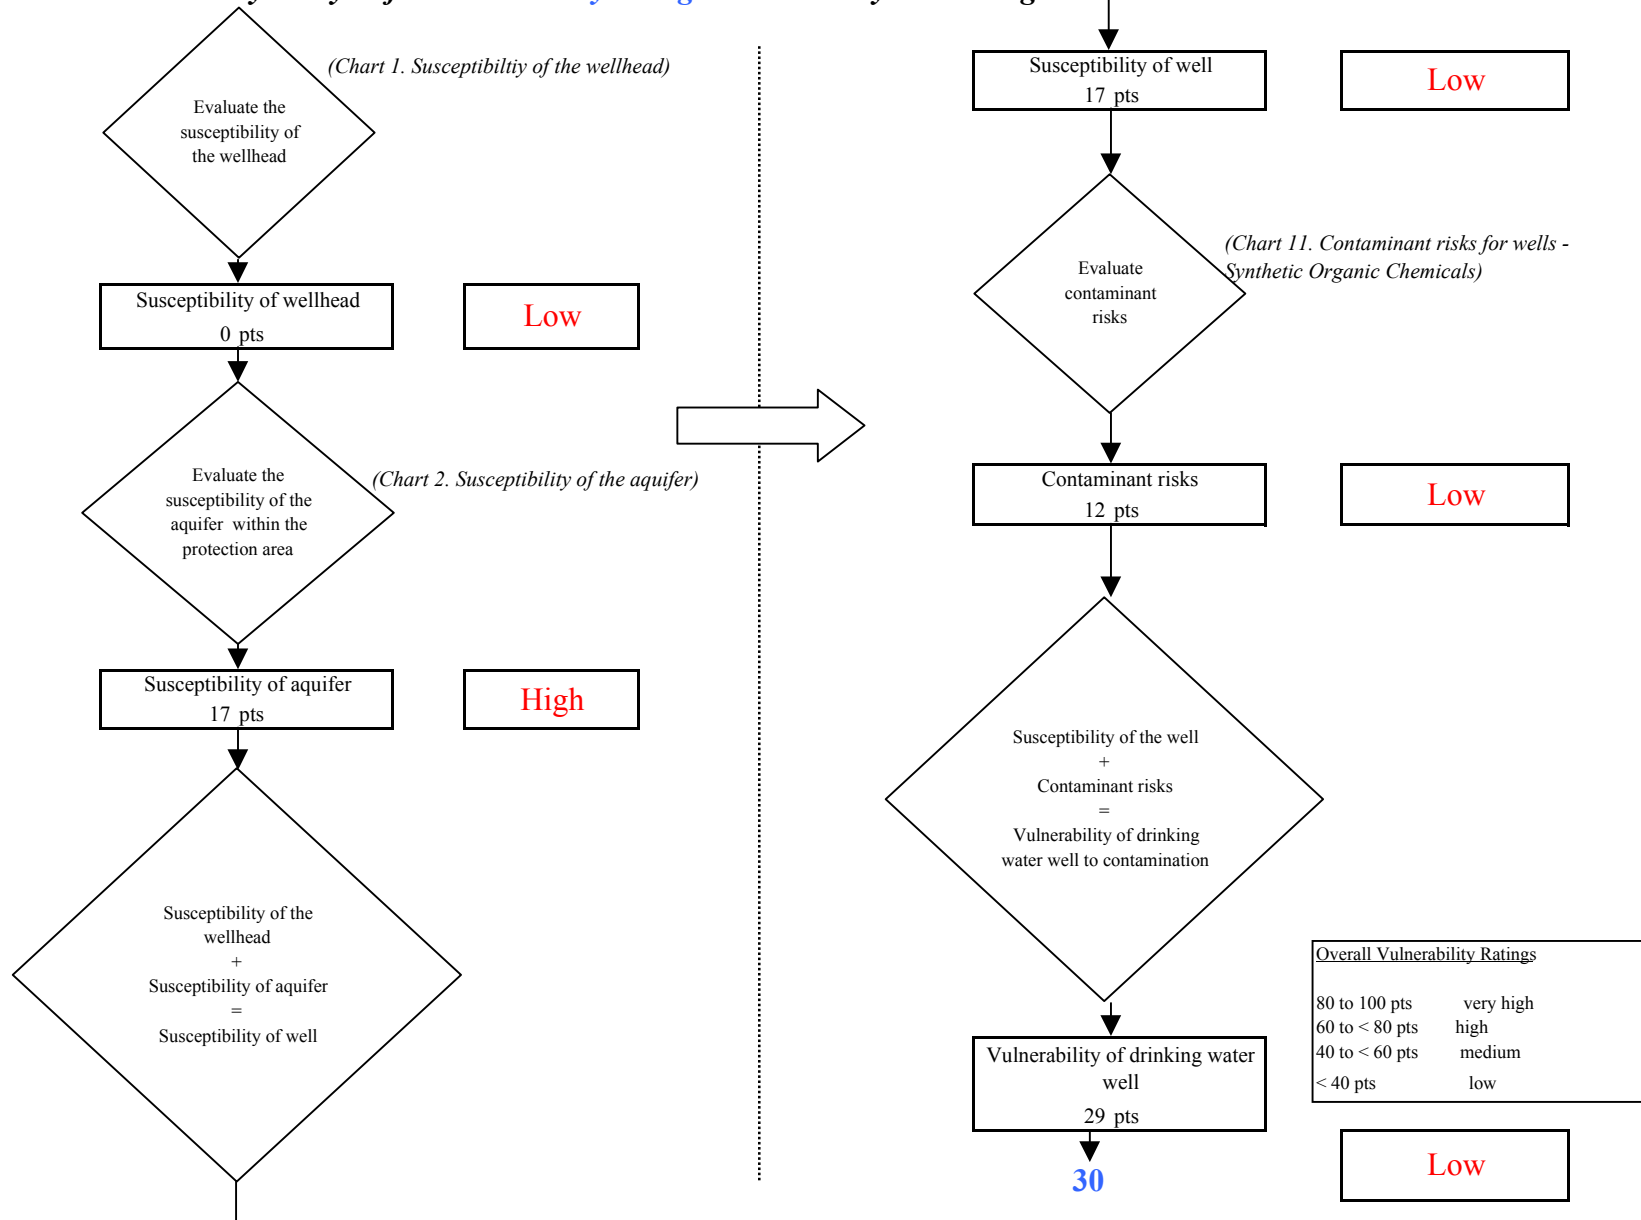 (Chart 1. Susceptibiltiy of the wellhead)
Evaluate the
susceptibility of
the wellhead
Susceptibility of wellhead
0 pts
Low
Evaluate the
susceptibility of the
aquifer within the
protection area
(Chart 2. Susceptibility of the aquifer)
Susceptibility of aquifer
17 pts
High
Susceptibility of the
wellhead
+
Susceptibility of aquifer
=
Susceptibility of well
Susceptibility of well
17 pts
Low
Evaluate
contaminant
risks
(Chart 11. Contaminant risks for wells -
Synthetic Organic Chemicals)
Contaminant risks
12 pts
Low
Susceptibility of the well
+
Contaminant risks
=
Vulnerability of drinking
water well to contamination
Vulnerability of drinking water
well
29 pts
30
Overall Vulnerability Ratings
80 to 100 pts very high
60 to < 80 pts high
40 to < 60 pts medium
< 40 pts low
Low